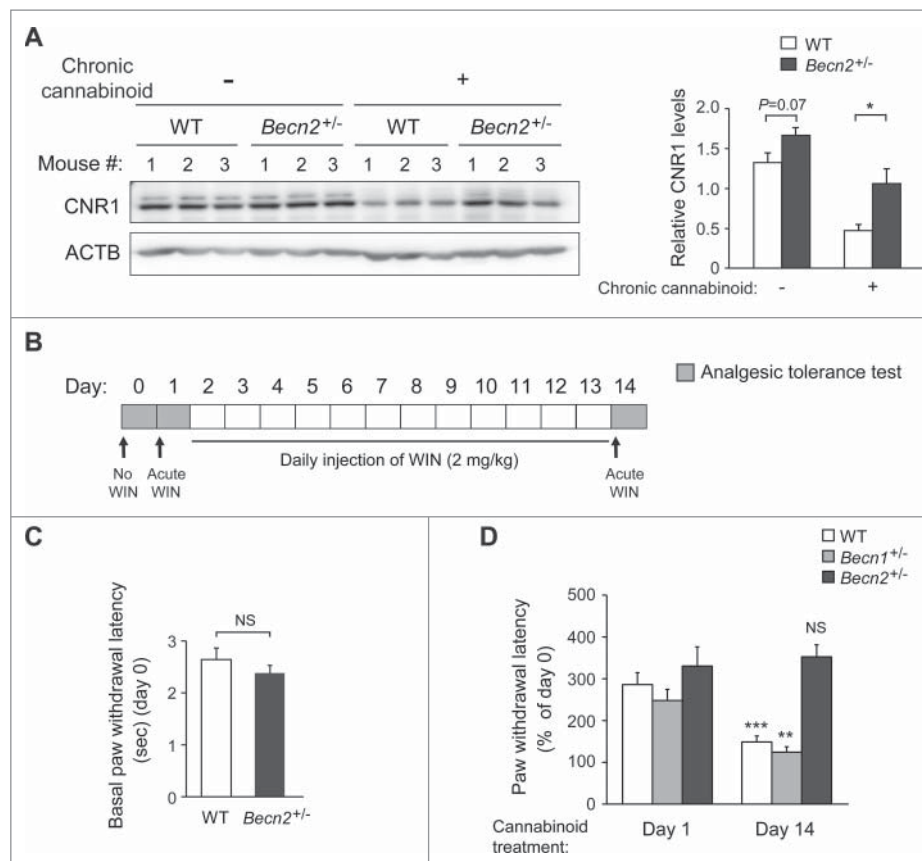 A
Chronic cannabinoid
- +
WT Becn2+/- WT Becn2+/-
Mouse #: 1 2 3 1 2 3 1 2 3 1 2 3
CNR1
ACTB
WT
Becn2+/-
P=0.07 *
Relative CNR1 levels
2.0
1.5
1.0
0.5
0
Chronic cannabinoid: - +
B
Day: 0 1 2 3 4 5 6 7 8 9 10 11 12 13 14
Analgesic tolerance test
No WIN
Acute WIN
Daily injection of WIN (2 mg/kg)
Acute WIN
C
Basal paw withdrawal latency
(sec) (day 0)
NS
3
2
1
0
WT Becn2+/-
D
WT
Becn1+/-
Becn2+/-
Paw withdrawal latency
(% of day 0)
500
400
300
200
100
0
*** ** NS
Cannabinoid treatment: Day 1 Day 14